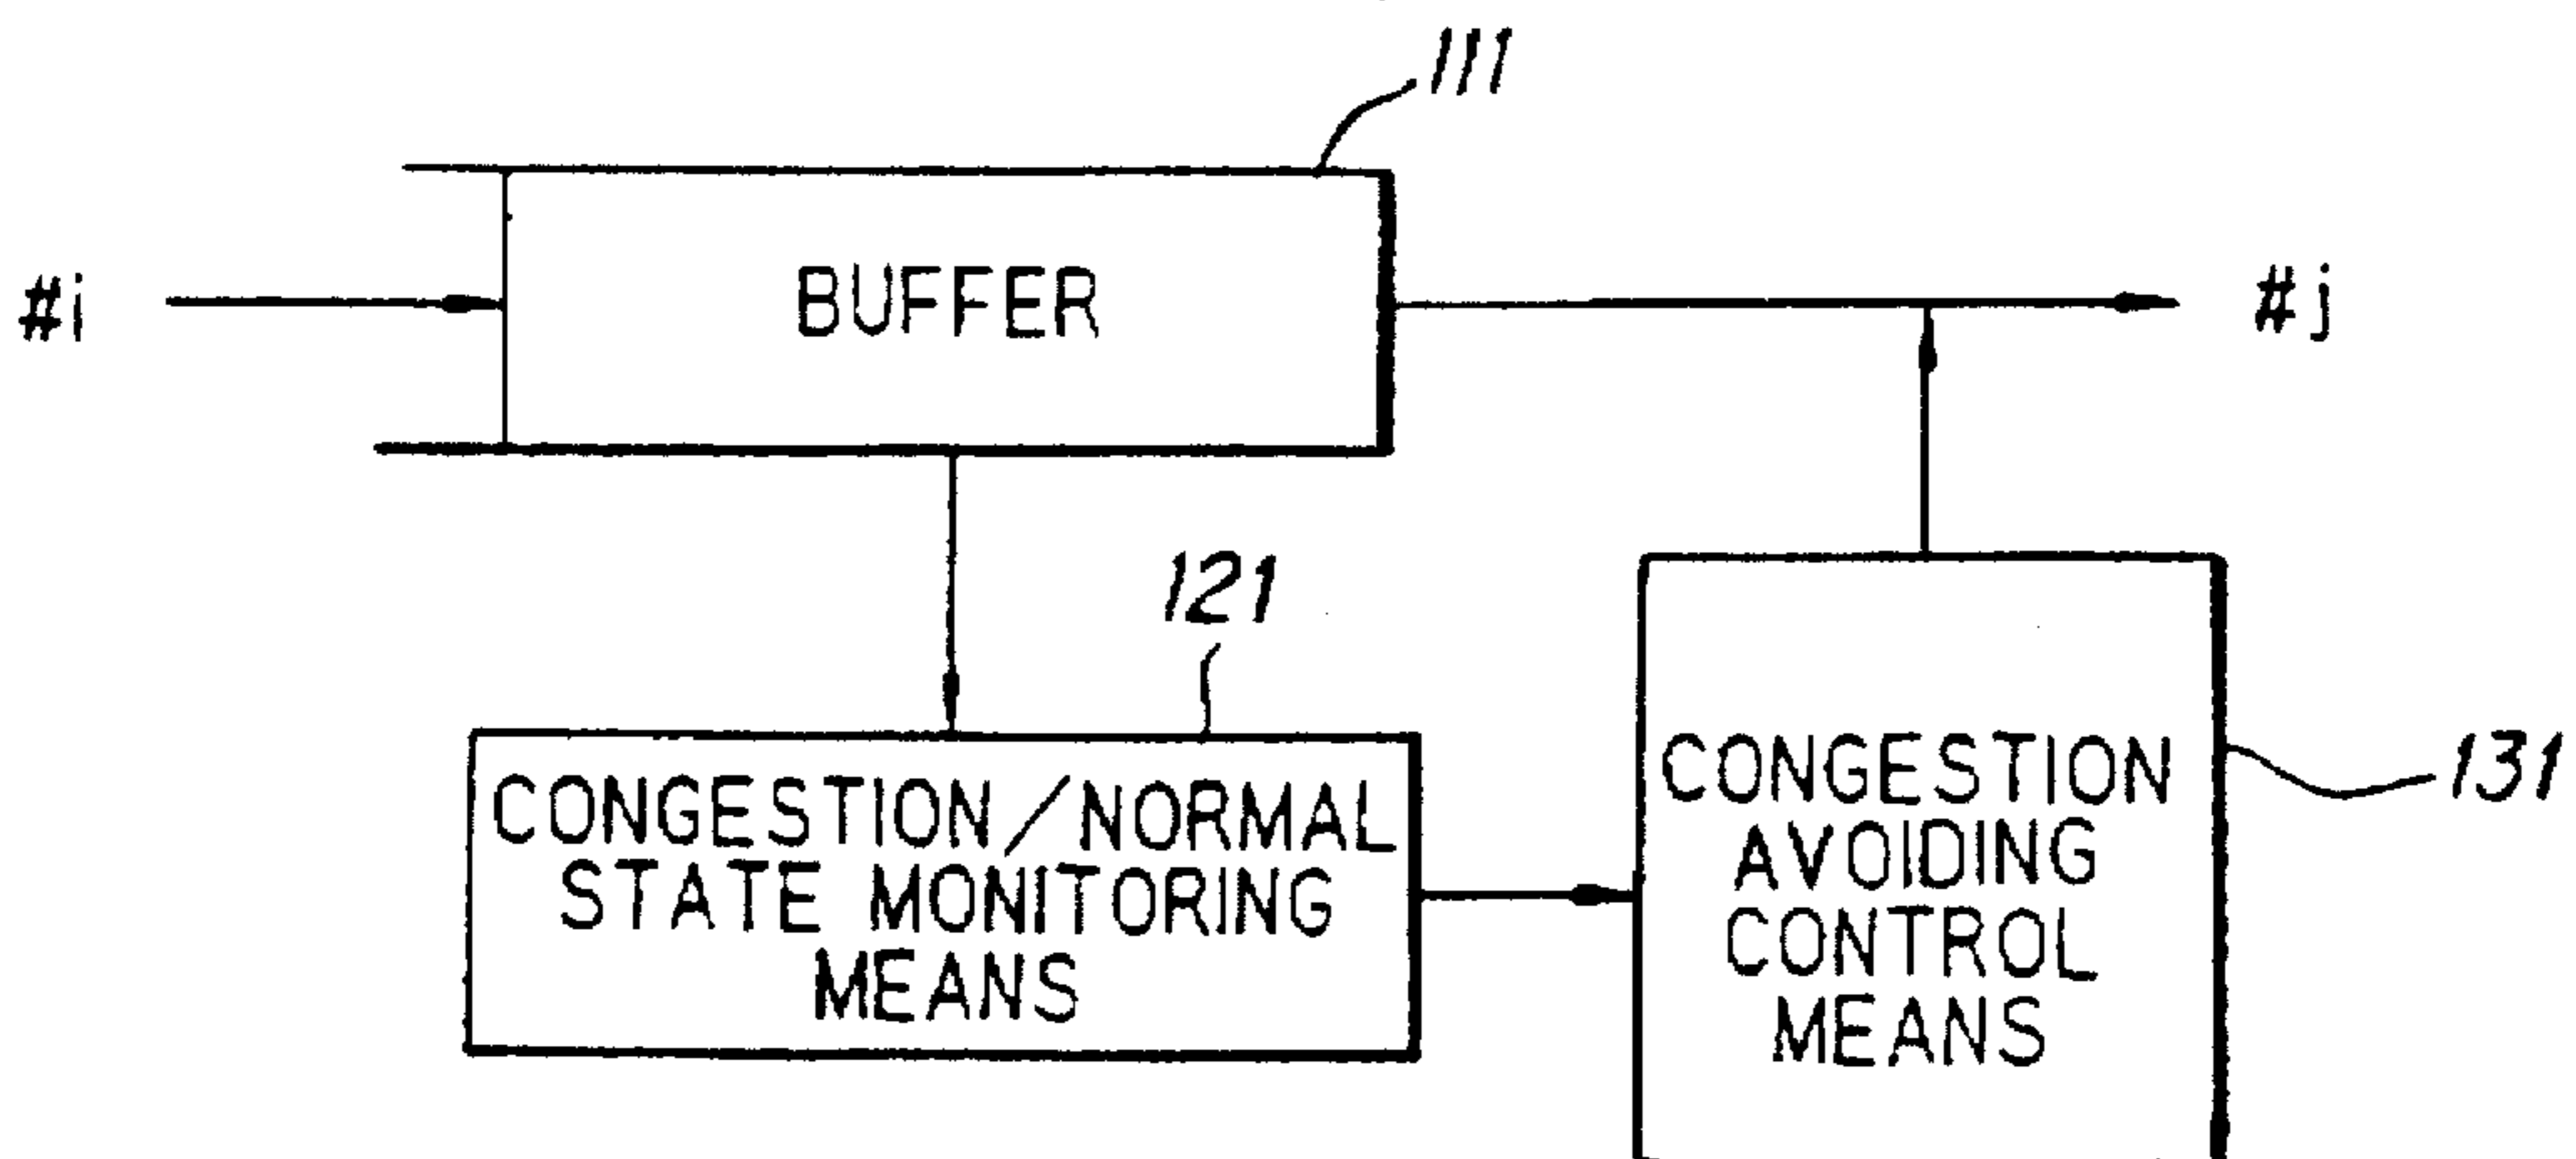 111
#i
BUFFER
#j
121
CONGESTION/NORMAL
STATE MONITORING
MEANS
CONGESTION
AVOIDING
CONTROL
MEANS
131